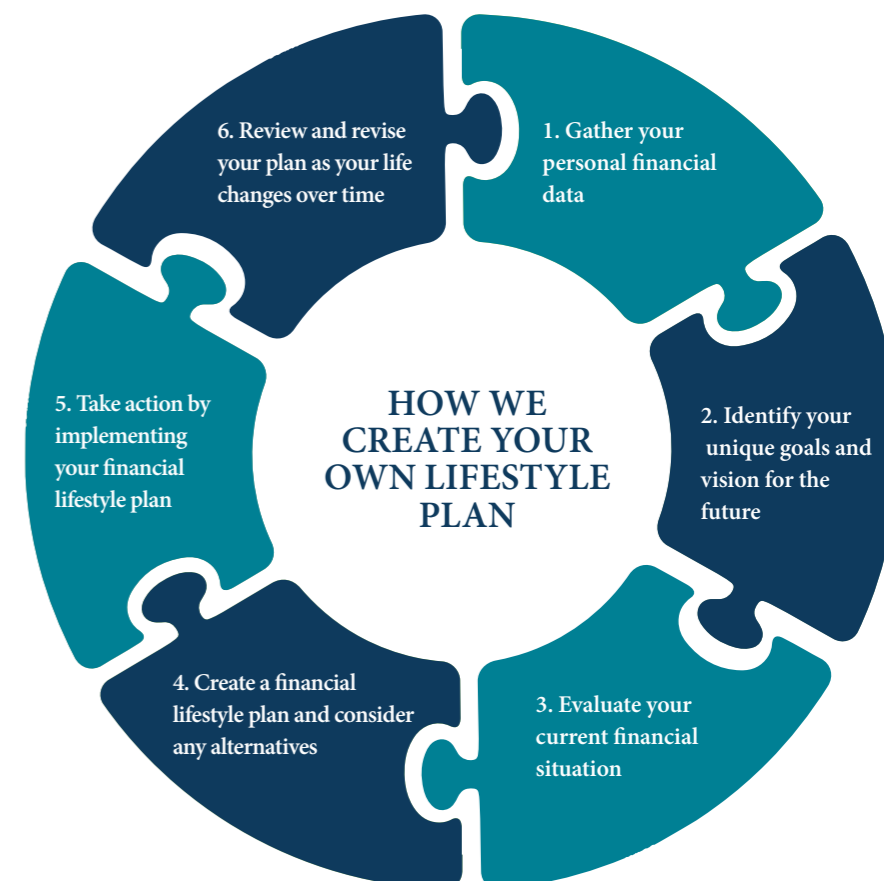 HOW WE
CREATE YOUR
OWN LIFESTYLE
PLAN
1. Gather your
personal financial
data
2. Identify your
unique goals and
vision for the
future
3. Evaluate your
current financial
situation
4. Create a financial
lifestyle plan and consider
any alternatives
5. Take action by
implementing
your financial
lifestyle plan
6. Review and revise
your plan as your life
changes over time